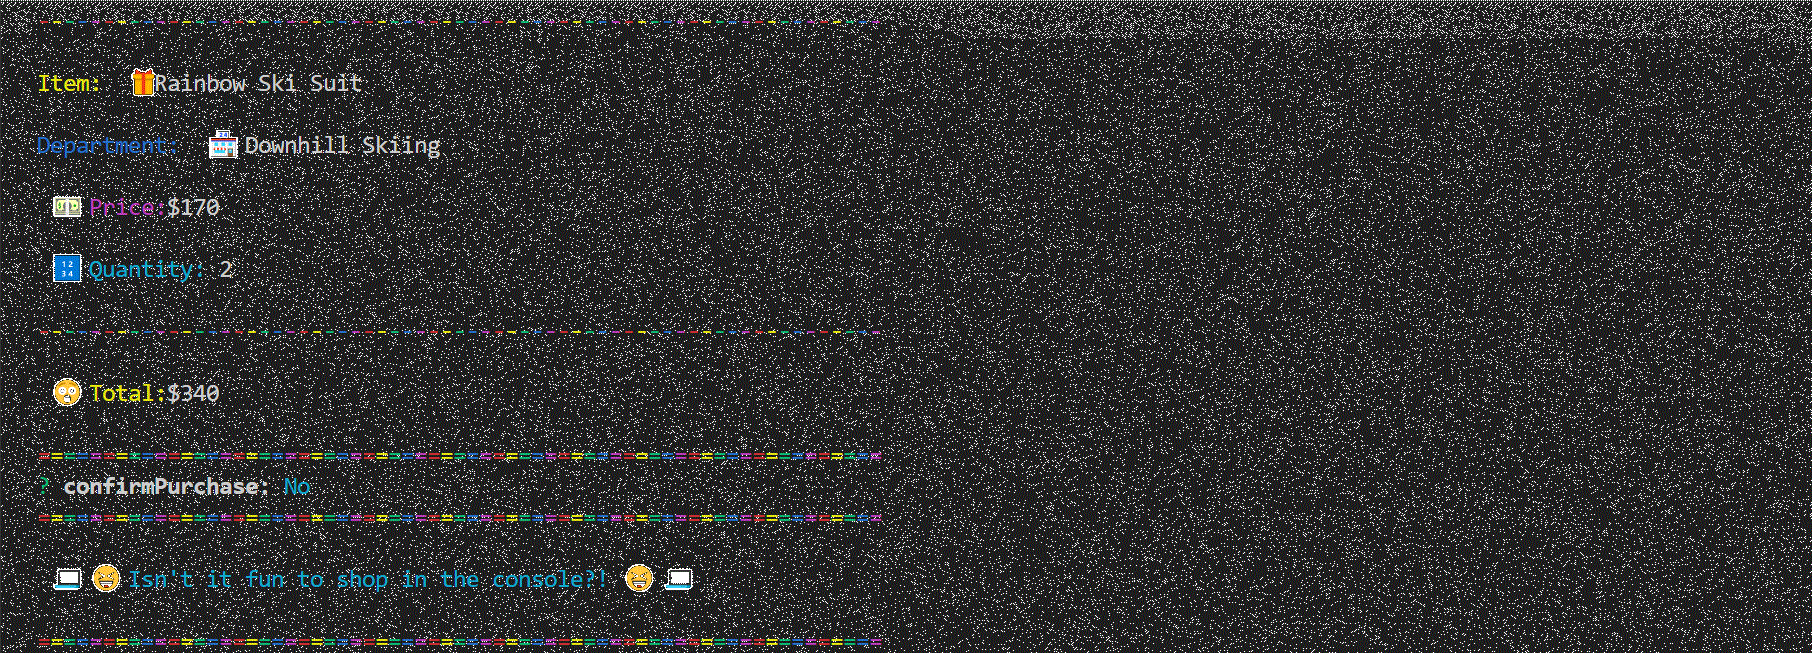 -----------------------------------------------------------------
Item: 🎁Rainbow Ski Suit
Department: 🏨 Downhill Skiing
💵 Price:$170
🔢 Quantity: 2
-----------------------------------------------------------------
😳 Total:$340
=================================================================
? confirmPurchase: No
=================================================================
💻 😆 Isn't it fun to shop in the console?! 😆 💻
=================================================================